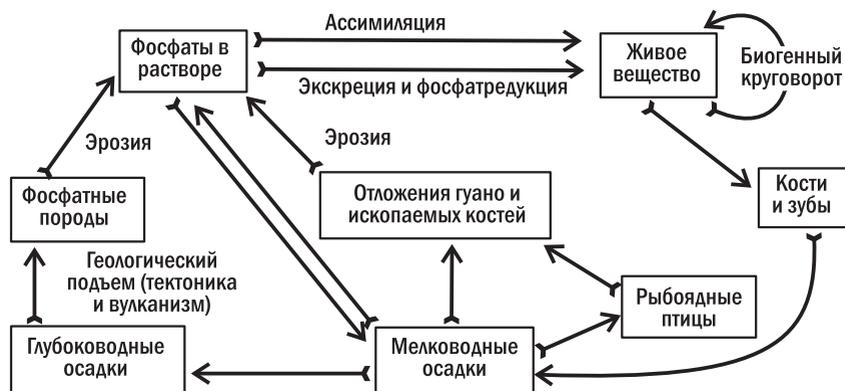 Ассимиляция
Фосфаты в
растворе
Живое
вещество
Биогенный
круговорот
Экскреция и фосфатредукция
Эрозия
Эрозия
Фосфатные
породы
Отложения гуано и
ископаемых костей
Кости
и зубы
Геологический
подъем (тектоника
и вулканизм)
Рыбоядные
птицы
Глубоководные
осадки
Мелководные
осадки